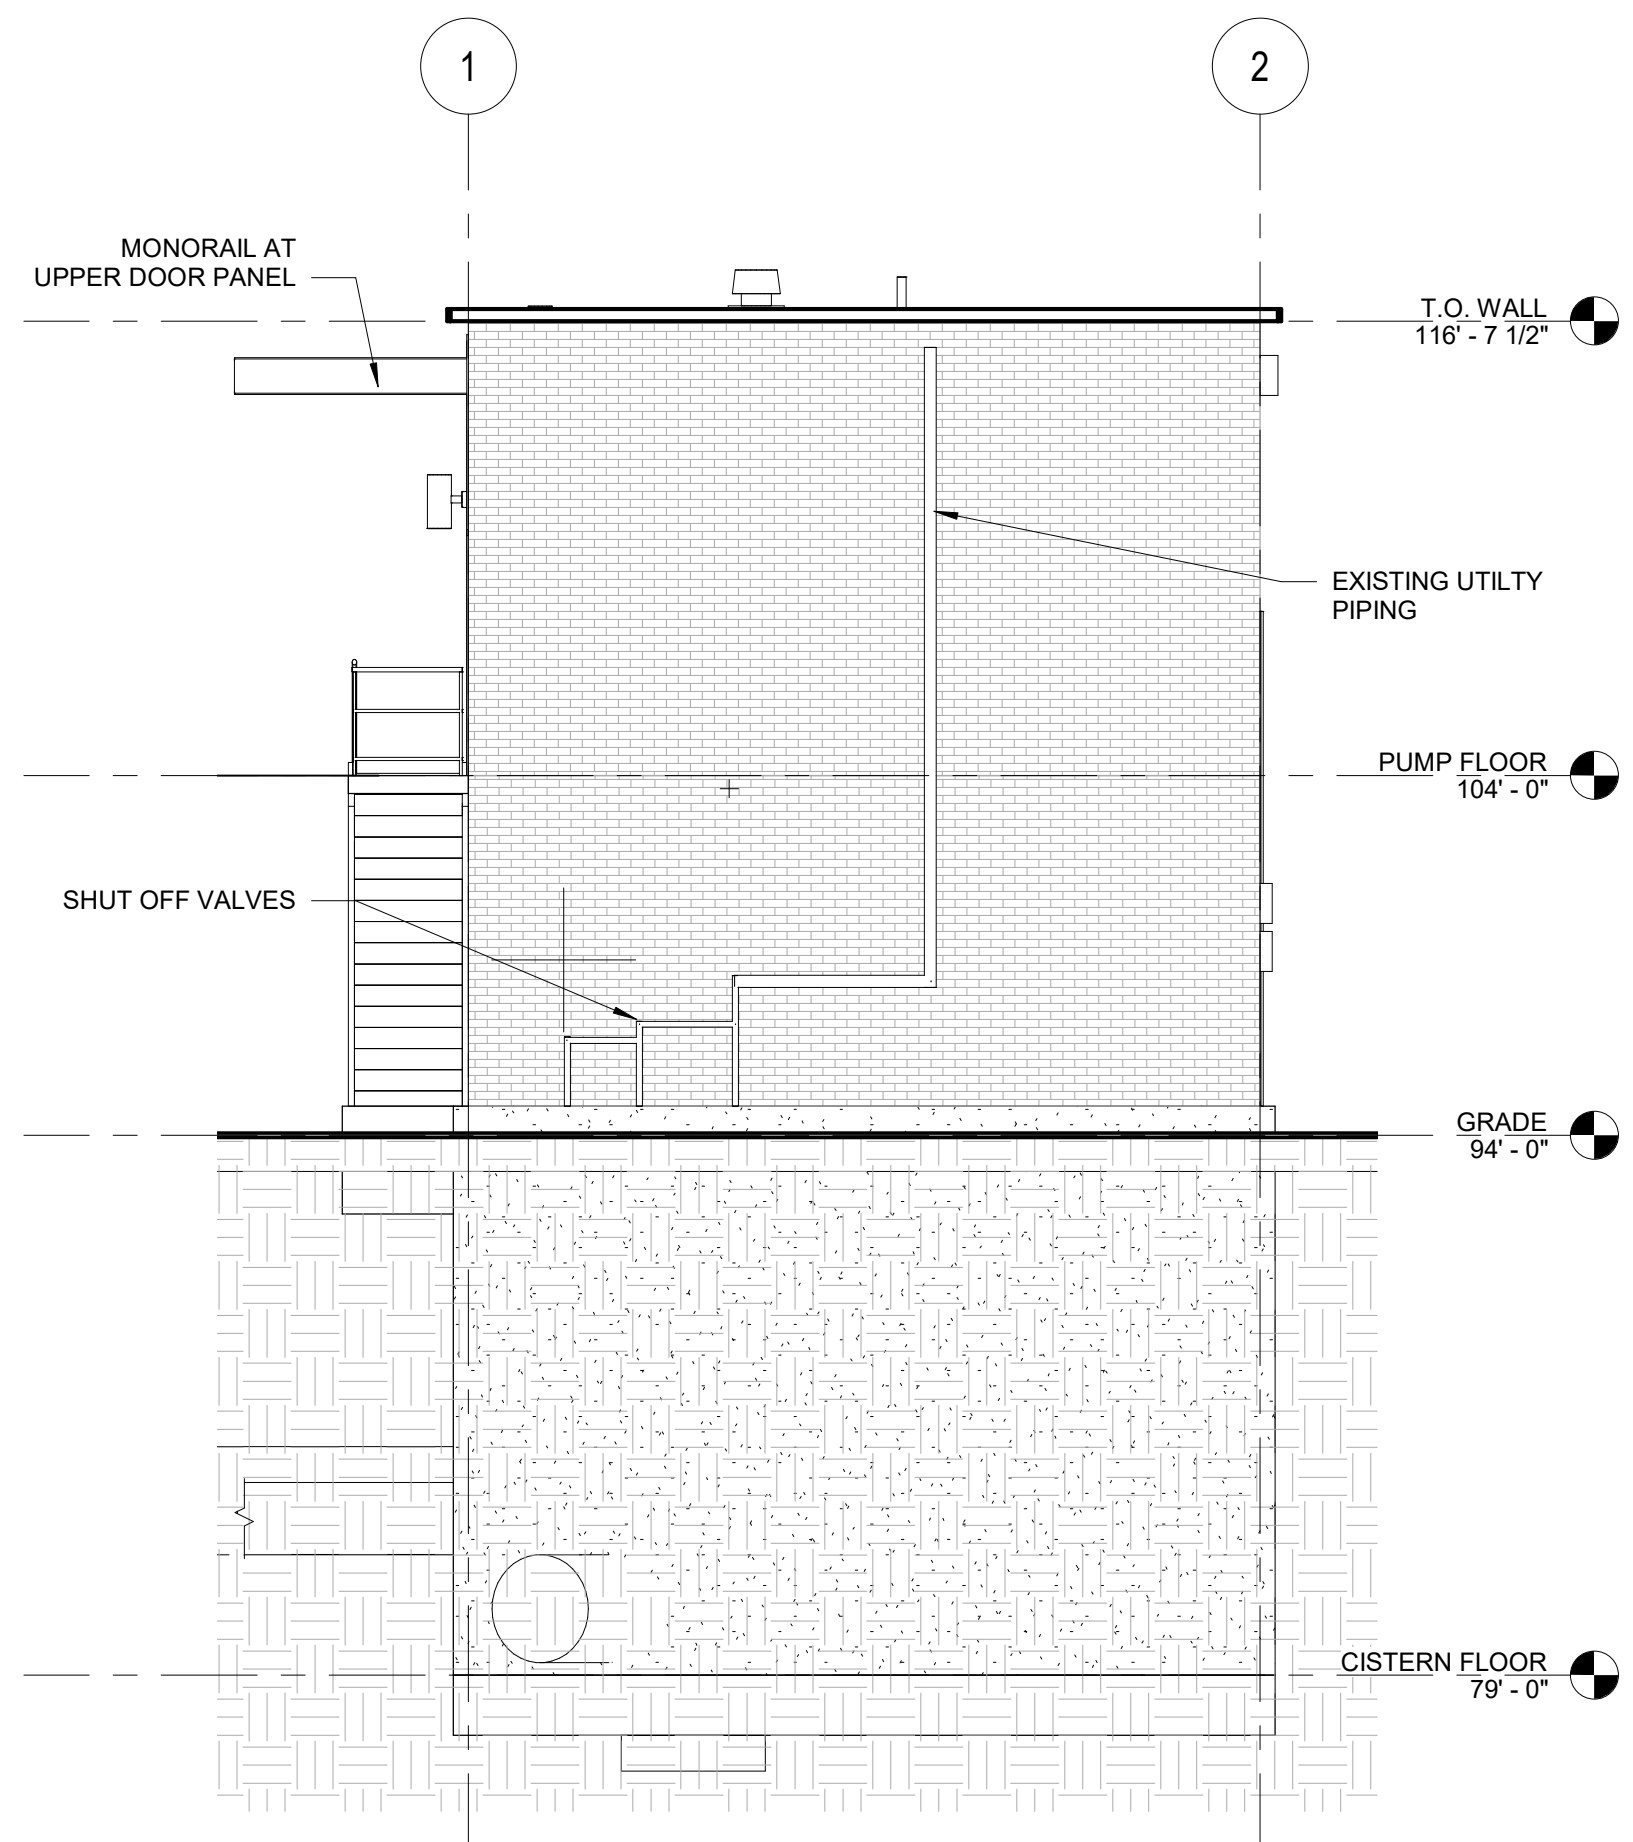 1
2
MONORAIL AT
UPPER DOOR PANEL
T.O. WALL
116' - 7 1/2"
EXISTING UTILTY
PIPING
PUMP FLOOR
104' - 0"
SHUT OFF VALVES
GRADE
94' - 0"
CISTERN FLOOR
79' - 0"